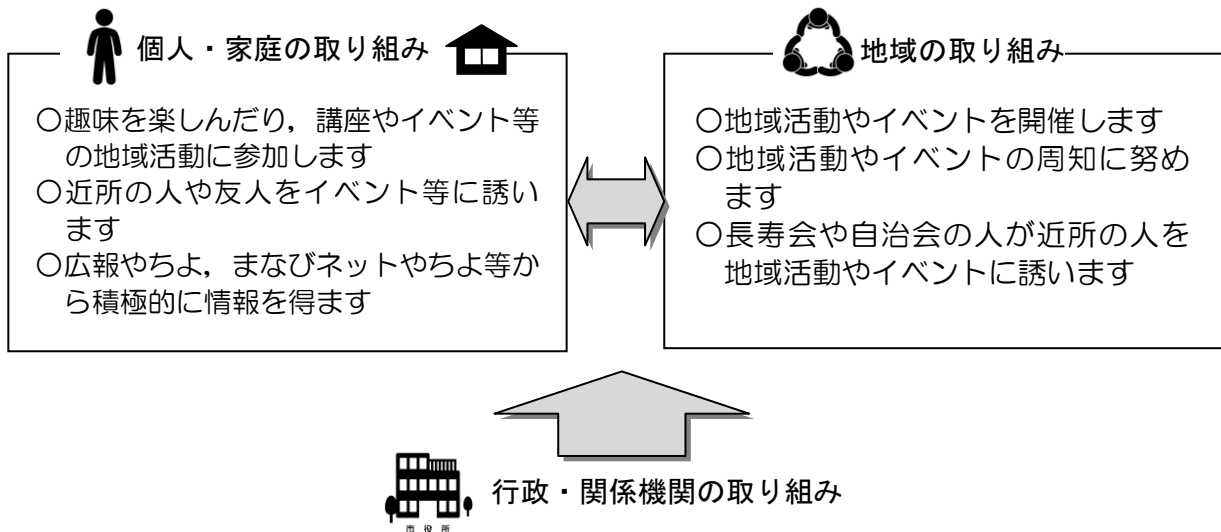 個人・家庭の取り組み
○趣味を楽しんだり，講座やイベント等
の地域活動に参加します
○近所の人や友人をイベント等に誘い
ます
○広報やちよ，まなびネットやちよ等か
ら積極的に情報を得ます
地域の取り組み
○地域活動やイベントを開催します
○地域活動やイベントの周知に努め
ます
○長寿会や自治会の人が近所の人を
地域活動やイベントに誘います
行政・関係機関の取り組み
市役所